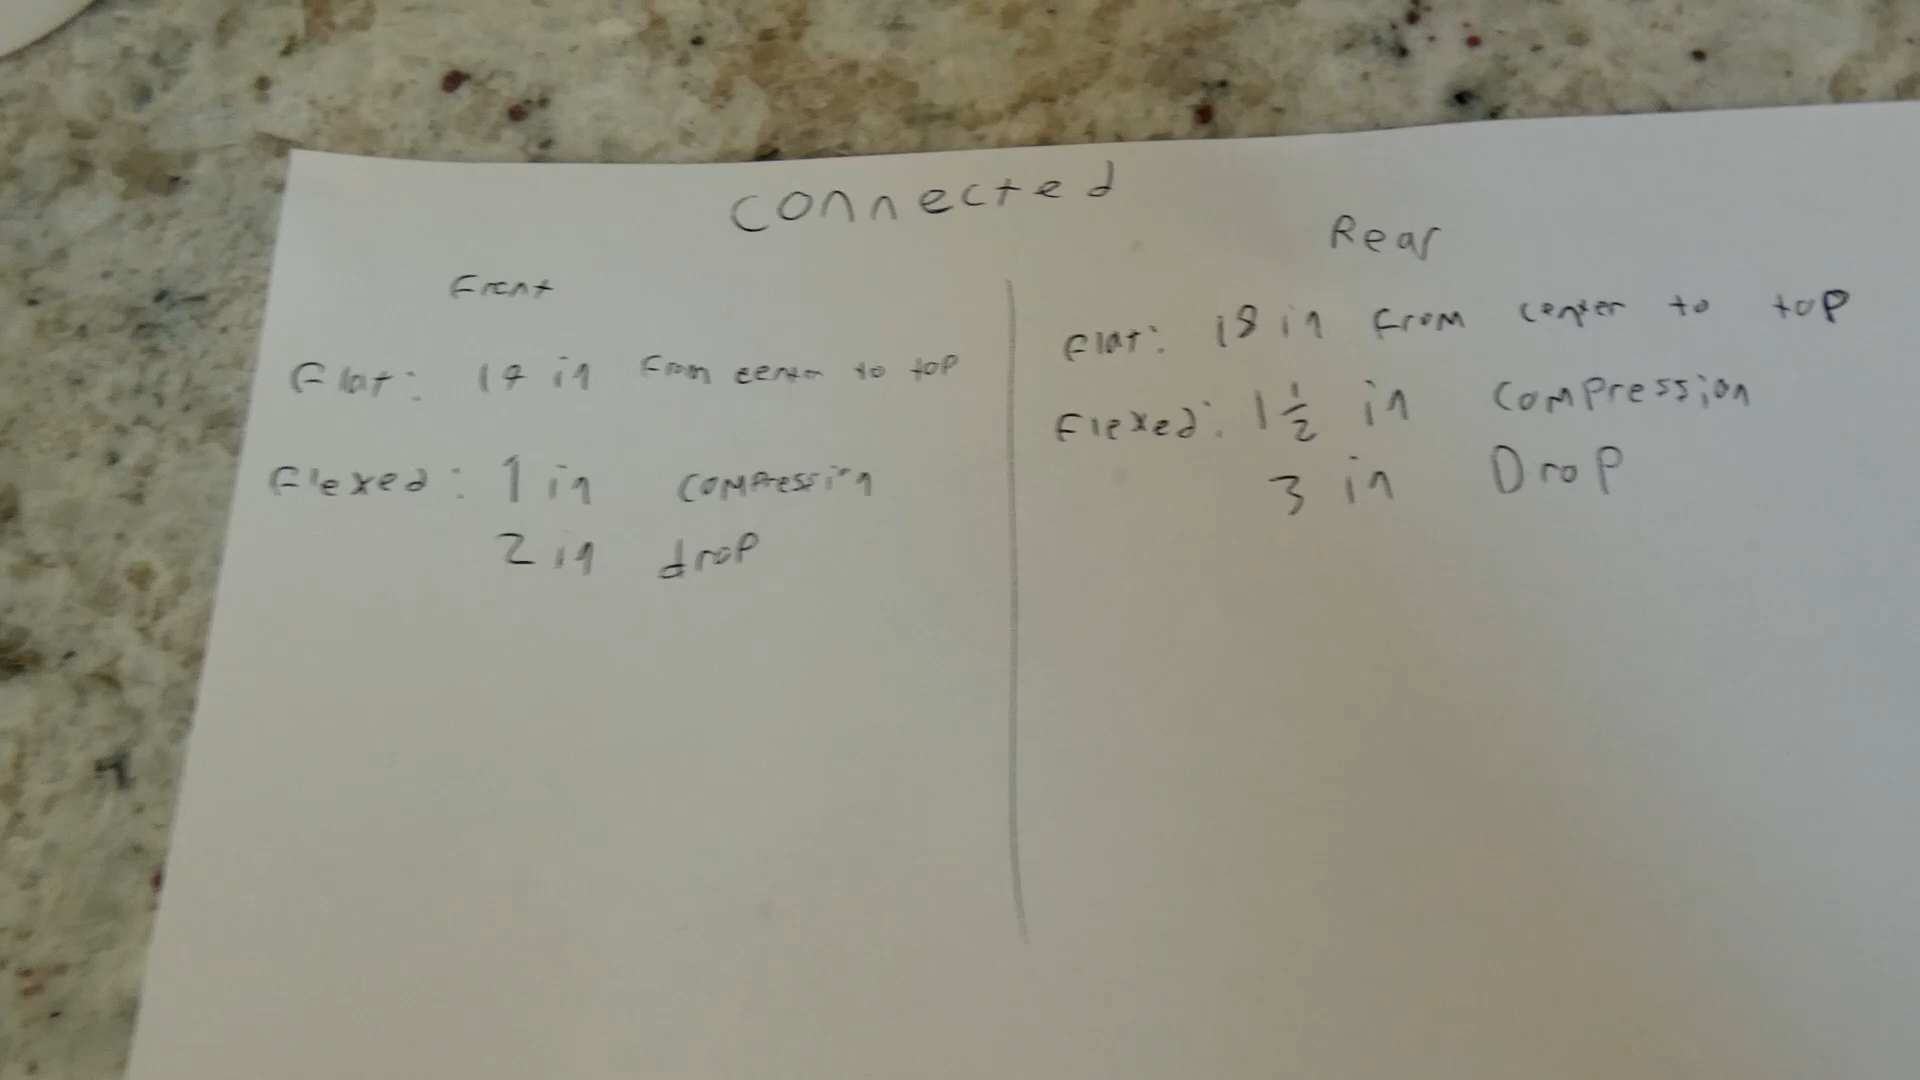 connected
Front
Flat: in from center to top
Flexed: 1 in compression
2 in drop
Rear
Flat: 18 in from center to top
Flexed: 1 1/2 in compression
3 in Drop